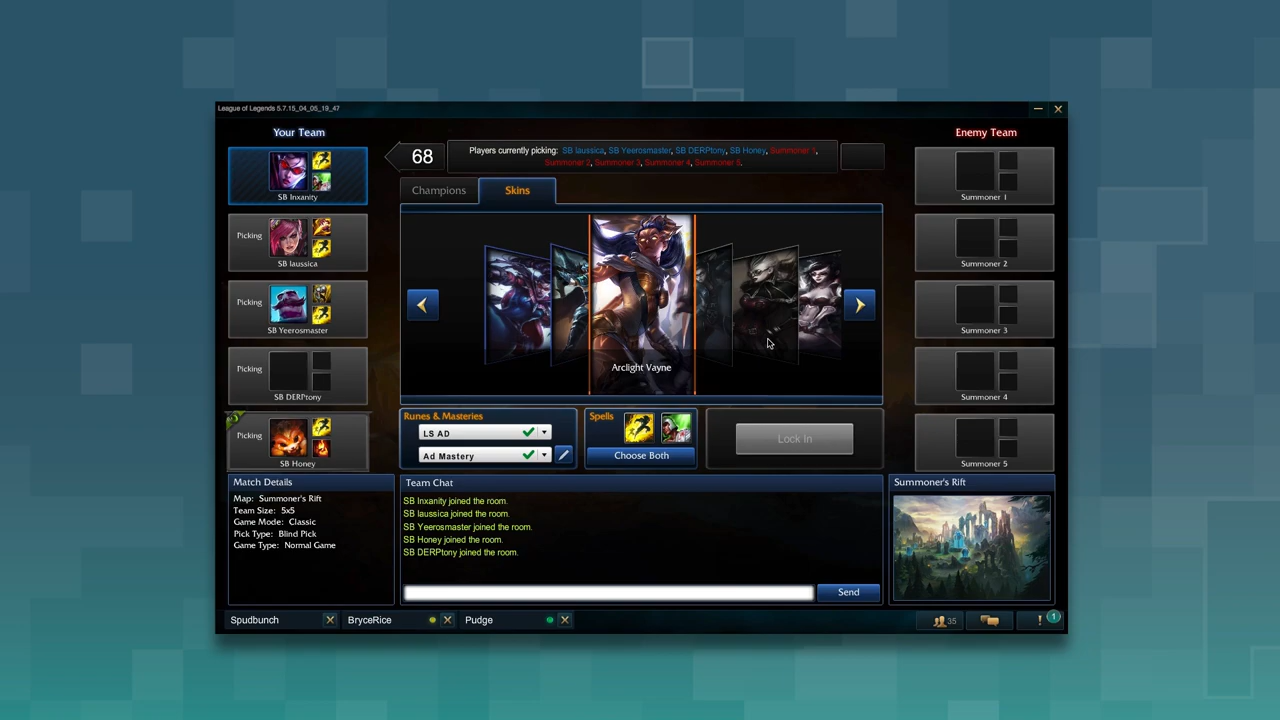 League of Legends 5.7.15_04_05_19_47
Your Team
Enemy Team
68
Players currently picking: SB laussica, SB Yeerosmaster, SB DERPtony, SB Honey, Summoner 1,
Summoner 2, Summoner 3, Summoner 4, Summoner 5,
SB Inxanity
Picking
SB laussica
Picking
SB Yeerosmaster
Picking
SB DERPtony
Picking
SB Honey
Champions
Skins
Arclight Vayne
Runes & Masteries
LS AD
Ad Mastery
Spells
Choose Both
Lock In
Summoner 1
Summoner 2
Summoner 3
Summoner 4
Summoner 5
Match Details
Map: Summoner's Rift
Team Size: 5x5
Game Mode: Classic
Pick Type: Blind Pick
Game Type: Normal Game
Team Chat
SB Inxanity joined the room.
SB laussica joined the room.
SB Yeerosmaster joined the room.
SB Honey joined the room.
SB DERPtony joined the room.
Send
Summoner's Rift
Spudbunch
BryceRice
Pudge
35
1